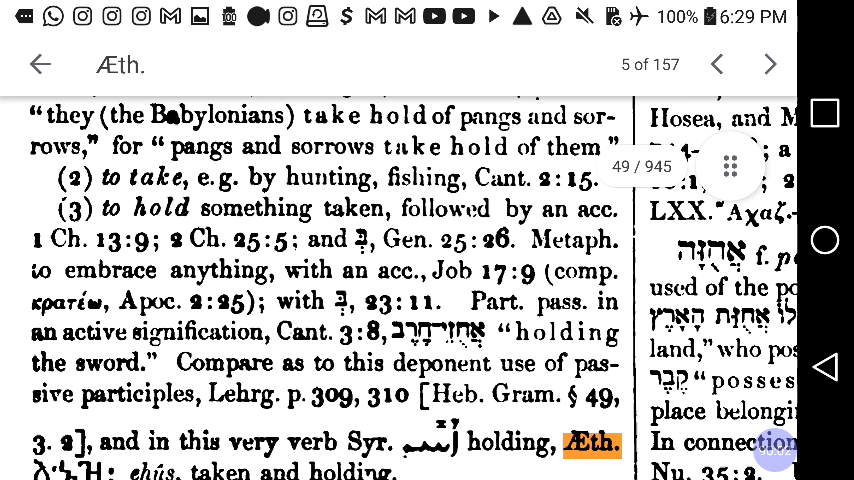 100% 6:29 PM
Æth.
5 of 157
"they (the Babylonians) take hold of pangs and sor-
rows," for "pangs and sorrows take hold of them"
(2) to take, e.g. by hunting, fishing, Cant. 2:15.
(3) to hold something taken, followed by an acc.
1 Ch. 13:9; 2 Ch. 25:5; and בְּ, Gen. 25:26. Metaph.
to embrace anything, with an acc., Job 17:9 (comp.
κρατέω, Apoc. 2:25); with בְּ, 23:11. Part. pass. in
an active signification, Cant. 3:8, אֲחֻזֵי־חֶרֶב "holding
the sword." Compare as to this deponent use of pas-
sive participles, Lehrg. p. 309, 310 [Heb. Gram. § 49,
3. 2], and in this very verb Syr. holding, Æth.
ehús, taken and holding.
49 / 945
Hosea, and M
; a
; 2
LXX. Ἄχαζ.—
אֲחֻזָּה f. p
used of the po
אֲחֻזַּת הָאָרֶץ
land," who pos
קֶבֶר "posses
place belongi
In connection
Nu. 35:2.
00:02